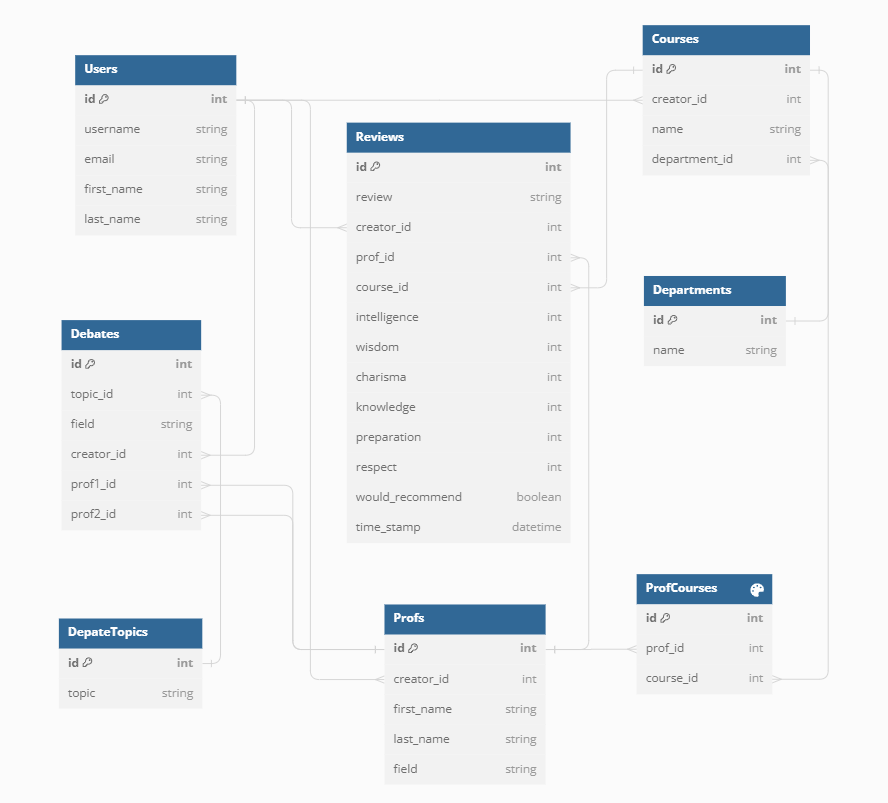 Users
id int
username string
email string
first_name string
last_name string
Debates
id int
topic_id int
field string
creator_id int
prof1_id int
prof2_id int
DepateTopics
id int
topic string
Reviews
id int
review string
creator_id int
prof_id int
course_id int
intelligence int
wisdom int
charisma int
knowledge int
preparation int
respect int
would_recommend boolean
time_stamp datetime
Profs
id int
creator_id int
first_name string
last_name string
field string
Courses
id int
creator_id int
name string
department_id int
Departments
id int
name string
ProfCourses
id int
prof_id int
course_id int